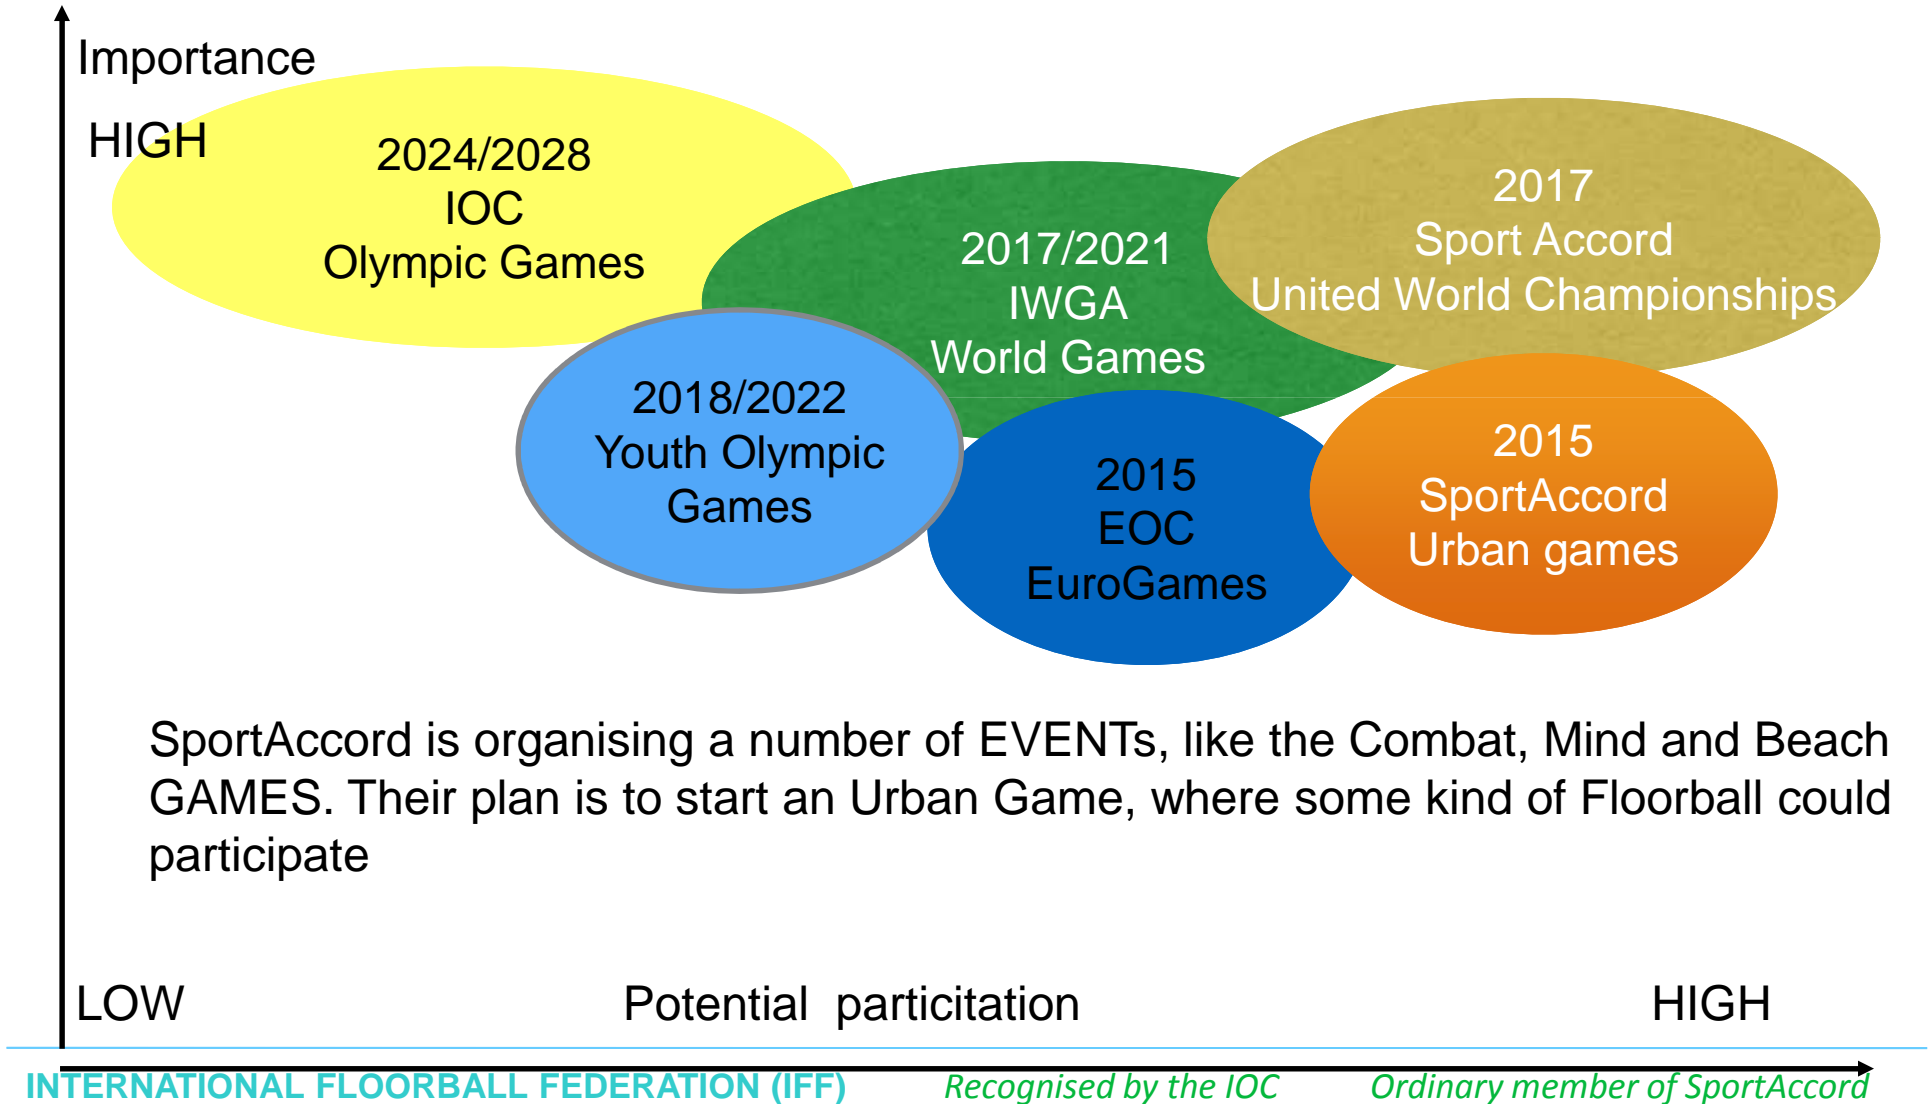 Importance
HIGH
2024/2028
IOC
Olympic Games
2017/2021
IWGA
World Games
2017
Sport Accord
United World Championships
2018/2022
Youth Olympic
Games
2015
EOC
EuroGames
2015
SportAccord
Urban games
SportAccord is organising a number of EVENTs, like the Combat, Mind and Beach
GAMES. Their plan is to start an Urban Game, where some kind of Floorball could
participate
LOW Potential particitation HIGH
INTERNATIONAL FLOORBALL FEDERATION (IFF) Recognised by the IOC Ordinary member of SportAccord